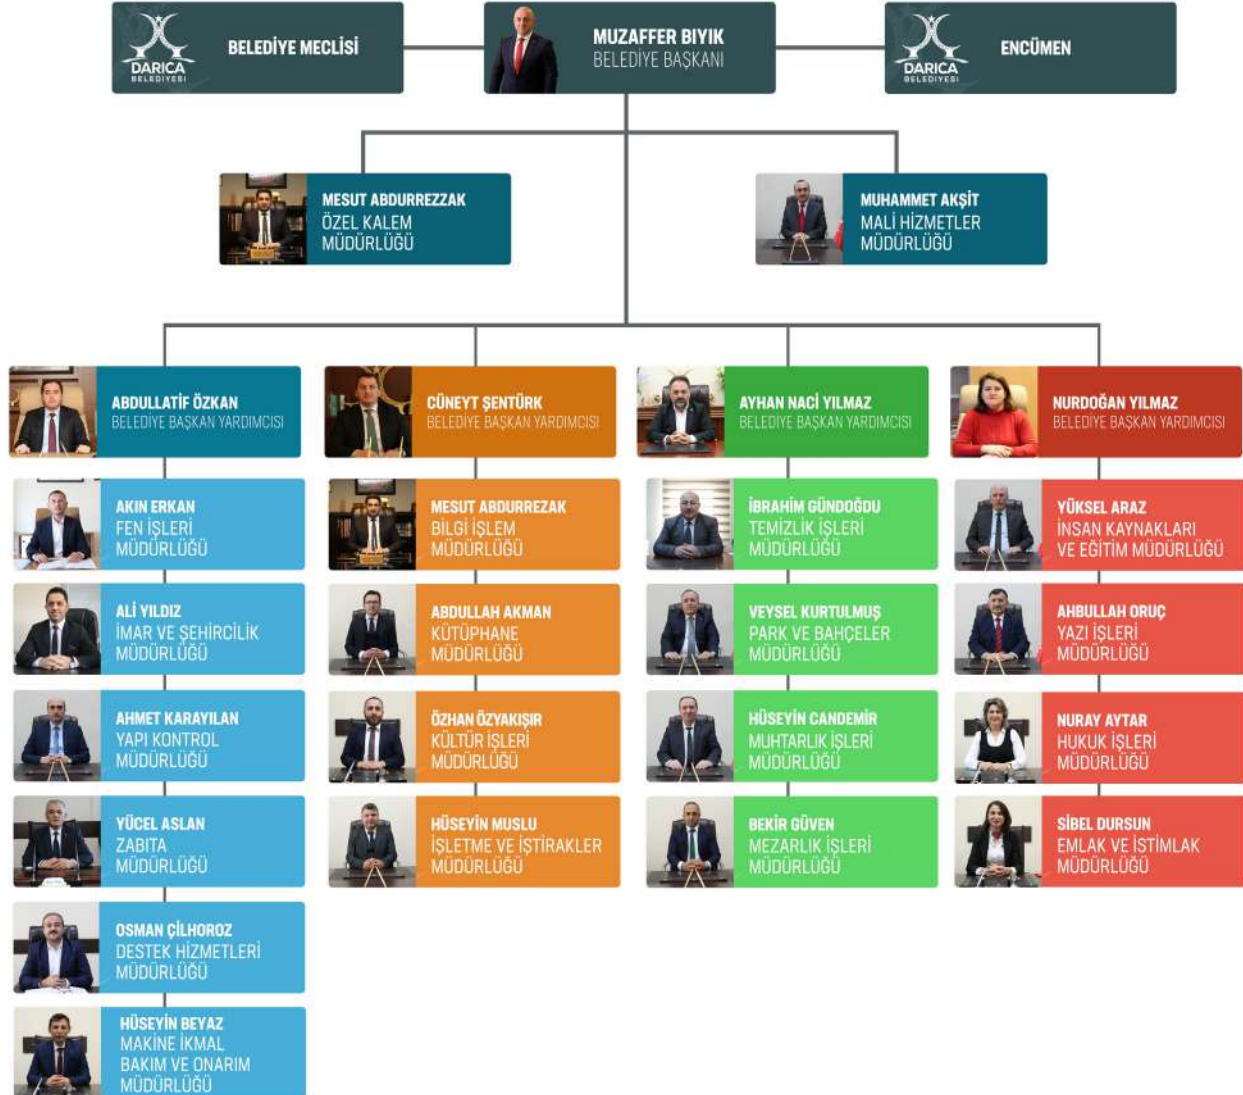 DARICA
BELEDİYESİ
BELEDİYE MECLİSİ
MUZAFFER BIYIK
BELEDİYE BAŞKANI
DARICA
BELEDİYESİ
ENCÜMEN
MESUT ABDURREZZAK
ÖZEL KALEM
MÜDÜRLÜĞÜ
MUHAMMET AKŞİT
MALİ HİZMETLER
MÜDÜRLÜĞÜ
ABDULLATİF ÖZKAN
BELEDİYE BAŞKAN YARDIMCISI
CÜNEYT ŞENTÜRK
BELEDİYE BAŞKAN YARDIMCISI
AYHAN NACİ YILMAZ
BELEDİYE BAŞKAN YARDIMCISI
NURDOĞAN YILMAZ
BELEDİYE BAŞKAN YARDIMCISI
AKIN ERKAN
FEN İŞLERİ
MÜDÜRLÜĞÜ
MESUT ABDURREZAK
BİLGİ İŞLEM
MÜDÜRLÜĞÜ
İBRAHİM GÜNDOĞDU
TEMİZLİK İŞLERİ
MÜDÜRLÜĞÜ
YÜKSEL ARAZ
İNSAN KAYNAKLARI
VE EĞİTİM MÜDÜRLÜĞÜ
ALİ YILDIZ
İMAR VE ŞEHİRCİLİK
MÜDÜRLÜĞÜ
ABDULLAH AKMAN
KÜTÜPHANE
MÜDÜRLÜĞÜ
VEYSEL KURTULMUŞ
PARK VE BAHÇELER
MÜDÜRLÜĞÜ
AHBULLAH ORUÇ
YAZI İŞLERİ
MÜDÜRLÜĞÜ
AHMET KARAYILAN
YAPI KONTROL
MÜDÜRLÜĞÜ
ÖZHAN ÖZYAKIŞIR
KÜLTÜR İŞLERİ
MÜDÜRLÜĞÜ
HÜSEYİN CANDEMİR
MUHTARLIK İŞLERİ
MÜDÜRLÜĞÜ
NURAY AYTAR
HUKUK İŞLERİ
MÜDÜRLÜĞÜ
YÜCEL ASLAN
ZABITA
MÜDÜRLÜĞÜ
HÜSEYİN MUSLU
İŞLETME VE İŞTİRAKLER
MÜDÜRLÜĞÜ
BEKİR GÜVEN
MEZARLIK İŞLERİ
MÜDÜRLÜĞÜ
SİBEL DURSUN
EMLAK VE İSTİMLAK
MÜDÜRLÜĞÜ
OSMAN ÇİLHOROZ
DESTEK HİZMETLERİ
MÜDÜRLÜĞÜ
HÜSEYİN BEYAZ
MAKİNE İKMAL
BAKIM VE ONARIM
MÜDÜRLÜĞÜ